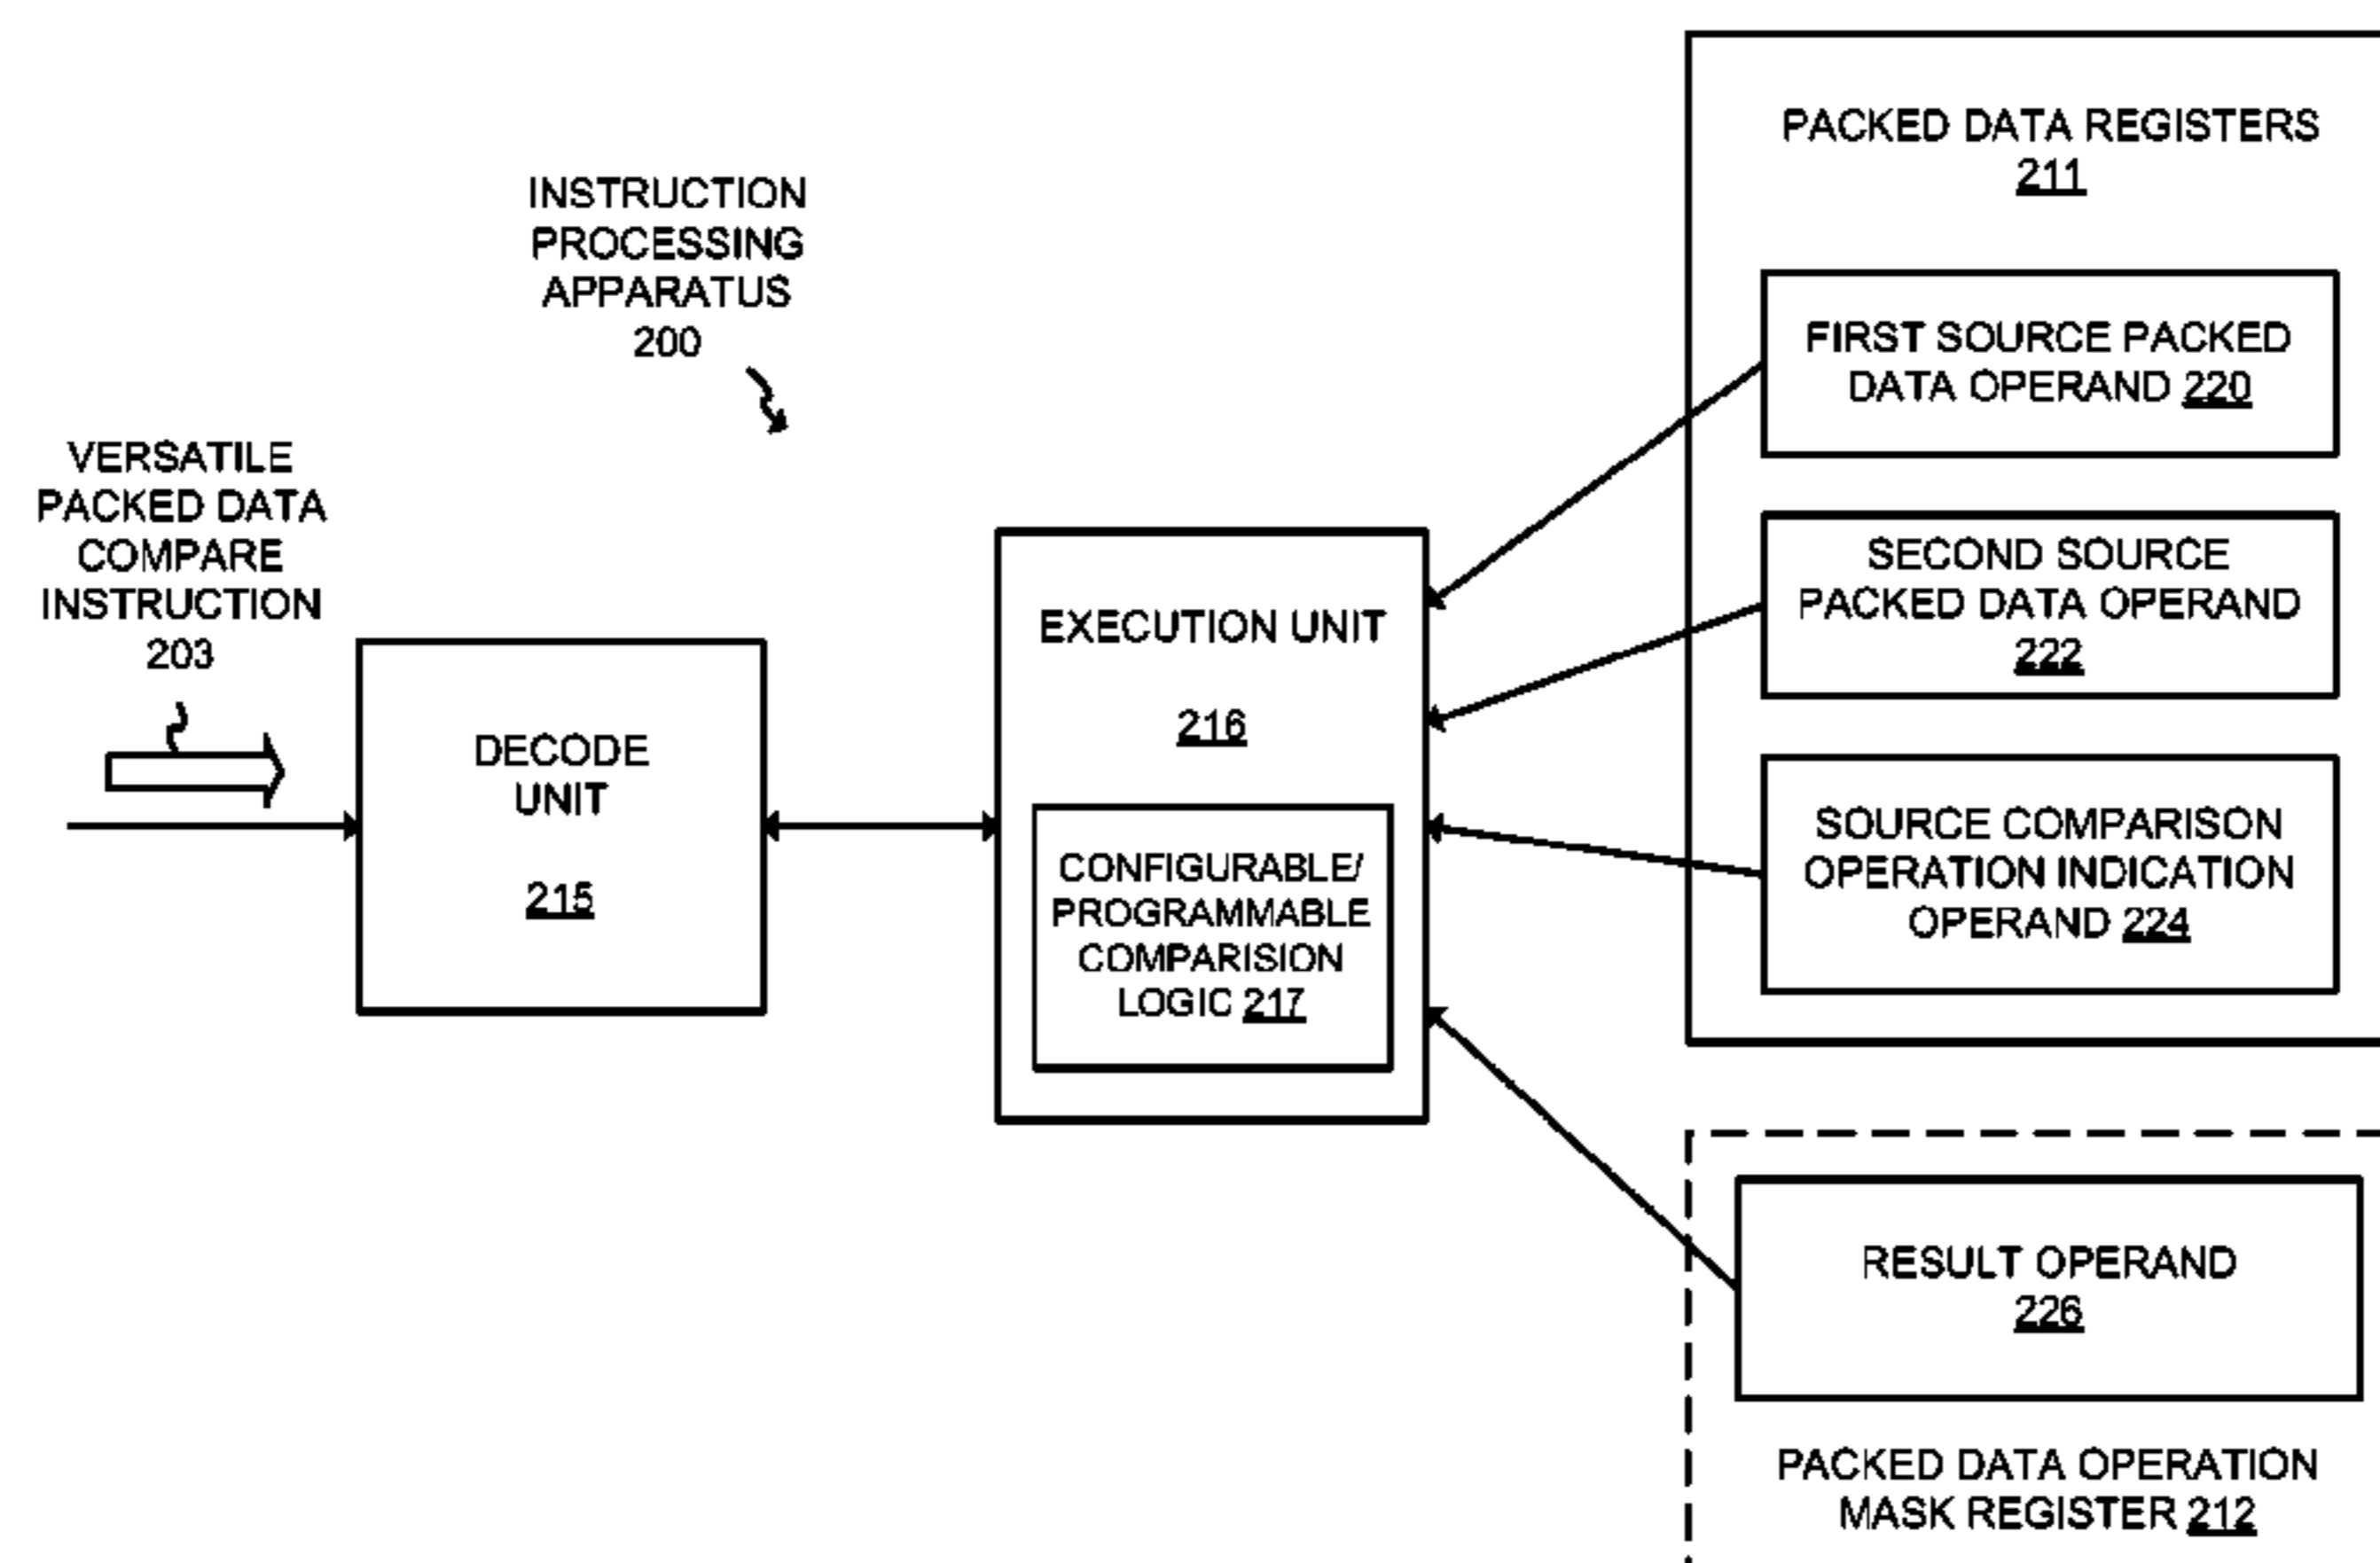 INSTRUCTION
PROCESSING
APPARATUS
200
VERSATILE
PACKED DATA
COMPARE
INSTRUCTION
203
DECODE
UNIT
215
EXECUTION UNIT
216
CONFIGURABLE/
PROGRAMMABLE
COMPARISION
LOGIC 217
PACKED DATA REGISTERS
211
FIRST SOURCE PACKED
DATA OPERAND 220
SECOND SOURCE
PACKED DATA OPERAND
222
SOURCE COMPARISON
OPERATION INDICATION
OPERAND 224
RESULT OPERAND
226
PACKED DATA OPERATION
MASK REGISTER 212